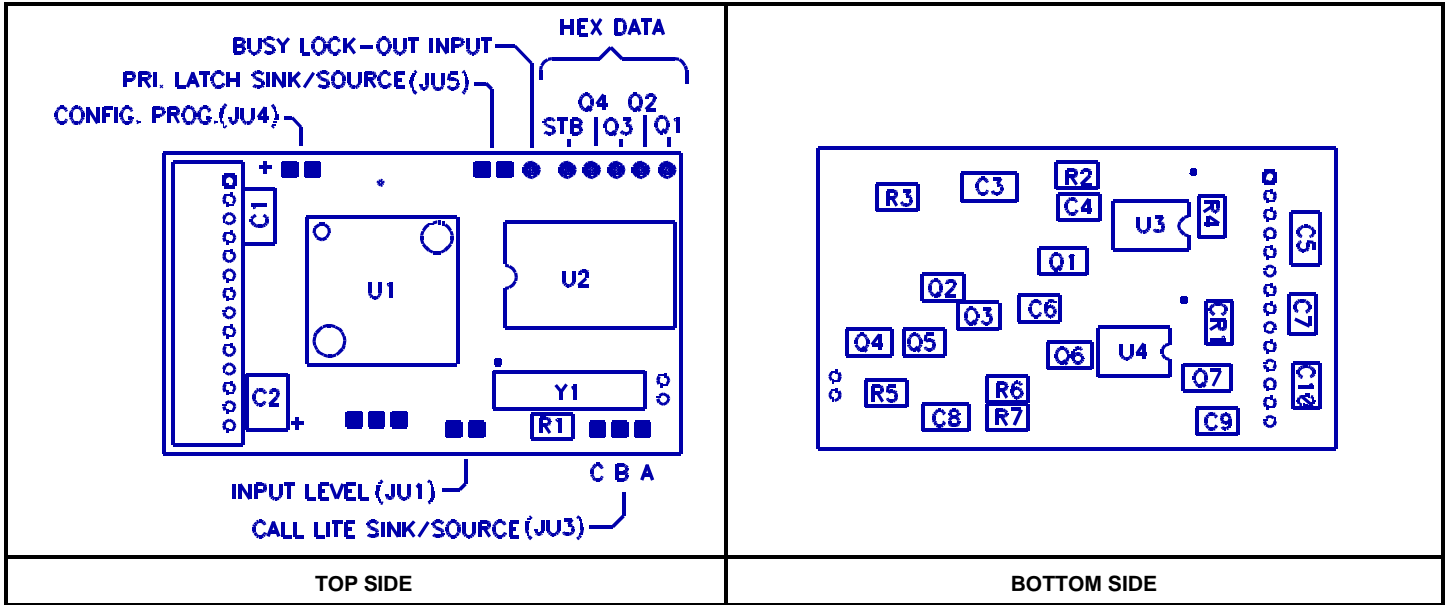 HEX DATA
BUSY LOCK-OUT INPUT
PRI. LATCH SINK/SOURCE(JU5)
Q4 Q2
CONFIG. PROG.(JU4)
STB Q3 Q1
+
C1
U1
U2
C2
+
Y1
R1
C B A
INPUT LEVEL(JU1)
CALL LITE SINK/SOURCE(JU3)
TOP SIDE
R2
R3
C3
C4
R4
U3
C5
Q1
Q2
Q3
C6
C7
CR1
Q4
Q5
Q6
U4
Q7
R5
R6
C10
C8
R7
C9
BOTTOM SIDE